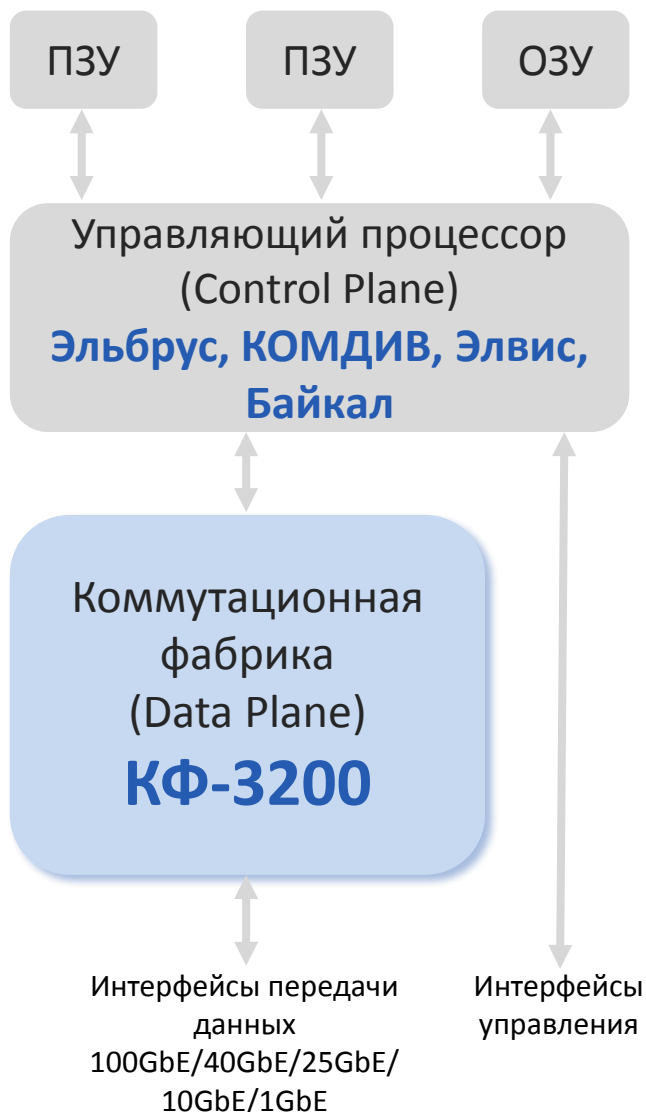 ПЗУ
ПЗУ
ОЗУ
Управляющий процессор
(Control Plane)
Эльбрус, КОМДИВ, Элвис,
Байкал
Коммутационная
фабрика
(Data Plane)
КФ-3200
Интерфейсы передачи
данных
100GbE/40GbE/25GbE/
10GbE/1GbE
Интерфейсы
управления